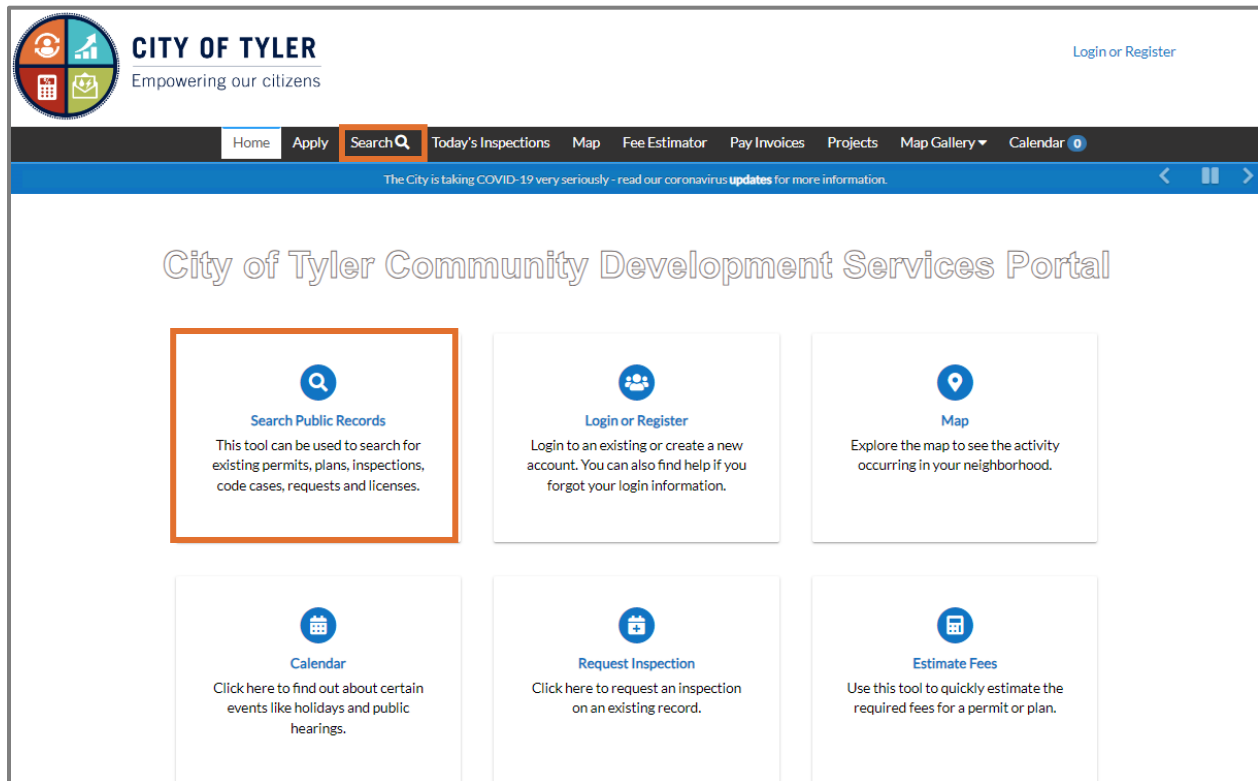 CITY OF TYLER
Empowering our citizens
Login or Register
Home Apply Search Today's Inspections Map Fee Estimator Pay Invoices Projects Map Gallery Calendar 0
The City is taking COVID-19 very seriously - read our coronavirus updates for more information.
City of Tyler Community Development Services Portal
Search Public Records
This tool can be used to search for
existing permits, plans, inspections,
code cases, requests and licenses.
Login or Register
Login to an existing or create a new
account. You can also find help if you
forgot your login information.
Map
Explore the map to see the activity
occurring in your neighborhood.
Calendar
Click here to find out about certain
events like holidays and public
hearings.
Request Inspection
Click here to request an inspection
on an existing record.
Estimate Fees
Use this tool to quickly estimate the
required fees for a permit or plan.